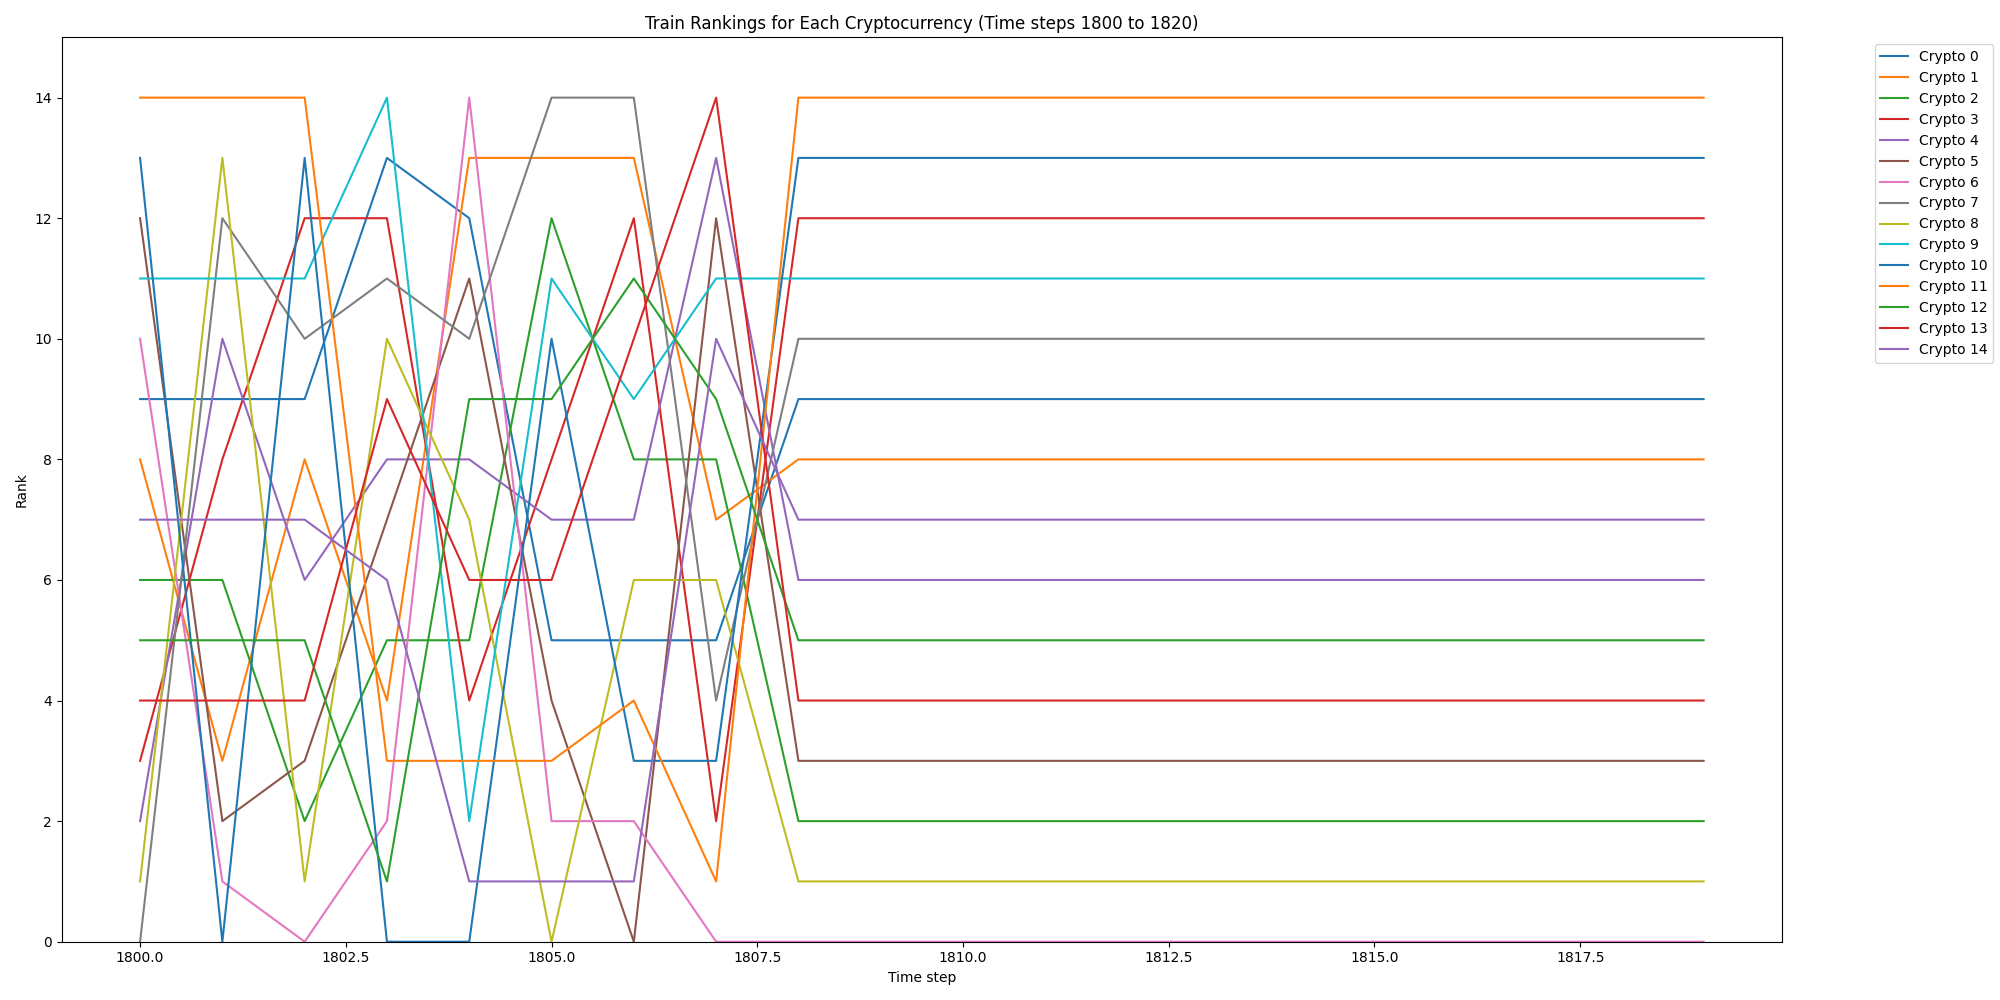 Train Rankings for Each Cryptocurrency (Time steps 1800 to 1820)
Rank
14
12
10
8
6
4
2
0
1800.0
1802.5
1805.0
1807.5
1810.0
1812.5
1815.0
1817.5
Time step
Crypto 0
Crypto 1
Crypto 2
Crypto 3
Crypto 4
Crypto 5
Crypto 6
Crypto 7
Crypto 8
Crypto 9
Crypto 10
Crypto 11
Crypto 12
Crypto 13
Crypto 14